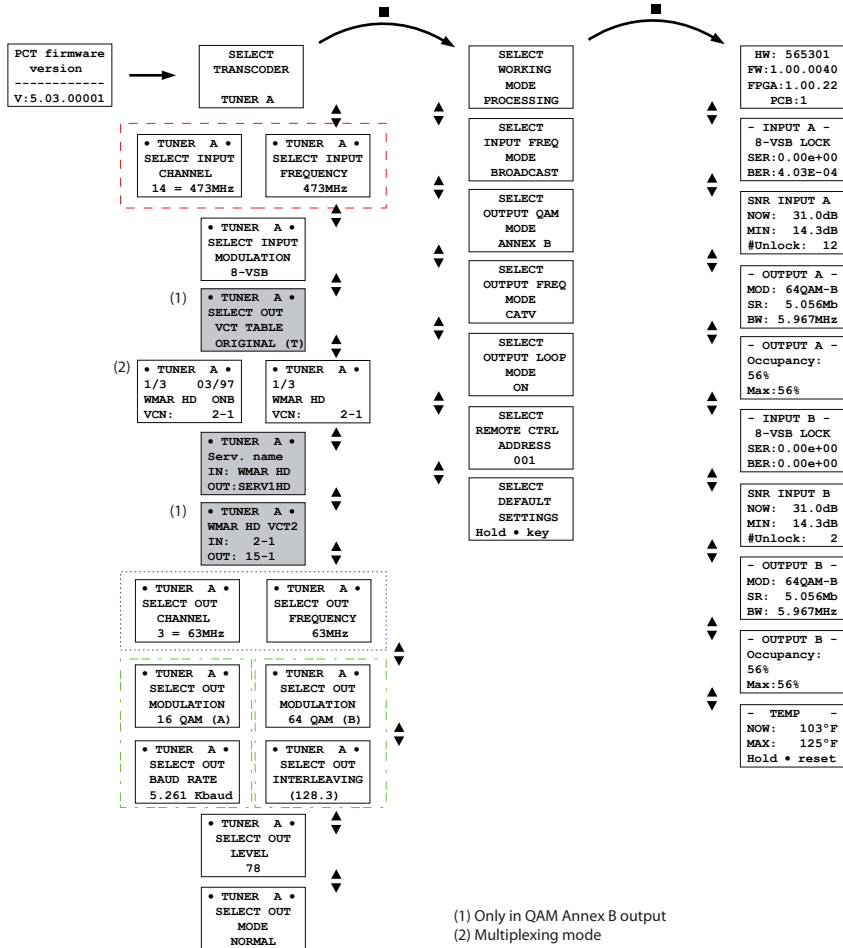 PCT firmware
version
------------
V:5.03.00001
SELECT
TRANSCODER
TUNER A
• TUNER A •
SELECT INPUT
CHANNEL
14 = 473MHz
• TUNER A •
SELECT INPUT
FREQUENCY
473MHz
• TUNER A •
SELECT INPUT
MODULATION
8-VSB
(1)
• TUNER A •
SELECT OUT
VCT TABLE
ORIGINAL (T)
(2)
• TUNER A •
1/3 03/97
WMAR HD ONB
VCN: 2-1
• TUNER A •
1/3
WMAR HD
VCN: 2-1
• TUNER A •
Serv. name
IN: WMAR HD
OUT:SERV1HD
(1)
• TUNER A •
WMAR HD VCT2
IN: 2-1
OUT: 15-1
• TUNER A •
SELECT OUT
CHANNEL
3 = 63MHz
• TUNER A •
SELECT OUT
FREQUENCY
63MHz
• TUNER A •
SELECT OUT
MODULATION
16 QAM (A)
• TUNER A •
SELECT OUT
MODULATION
64 QAM (B)
• TUNER A •
SELECT OUT
BAUD RATE
5.261 Kbaud
• TUNER A •
SELECT OUT
INTERLEAVING
(128.3)
• TUNER A •
SELECT OUT
LEVEL
78
• TUNER A •
SELECT OUT
MODE
NORMAL
SELECT
WORKING
MODE
PROCESSING
SELECT
INPUT FREQ
MODE
BROADCAST
SELECT
OUTPUT QAM
MODE
ANNEX B
SELECT
OUTPUT FREQ
MODE
CATV
SELECT
OUTPUT LOOP
MODE
ON
SELECT
REMOTE CTRL
ADDRESS
001
SELECT
DEFAULT
SETTINGS
Hold • key
HW: 565301
FW:1.00.0040
FPGA:1.00.22
PCB:1
- INPUT A -
8-VSB LOCK
SER:0.00e+00
BER:4.03E-04
SNR INPUT A
NOW: 31.0dB
MIN: 14.3dB
#Unlock: 12
- OUTPUT A -
MOD: 64QAM-B
SR: 5.056Mb
BW: 5.967MHz
- OUTPUT A -
Occupancy:
56%
Max:56%
- INPUT B -
8-VSB LOCK
SER:0.00e+00
BER:0.00e+00
SNR INPUT B
NOW: 31.0dB
MIN: 14.3dB
#Unlock: 2
- OUTPUT B -
MOD: 64QAM-B
SR: 5.056Mb
BW: 5.967MHz
- OUTPUT B -
Occupancy:
56%
Max:56%
- TEMP -
NOW: 103°F
MAX: 125°F
Hold • reset
(1) Only in QAM Annex B output
(2) Multiplexing mode